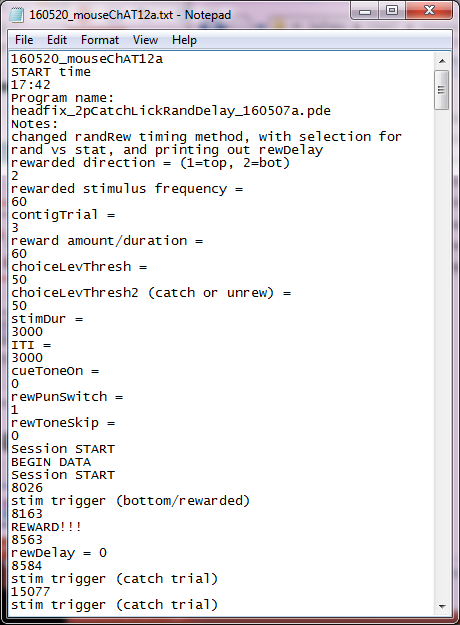 160520_mouseChAT12a.txt - Notepad
File Edit Format View Help
160520_mouseChAT12a
START time
17:42
Program name:
headfix_2pCatchLickRandDelay_160507a.pde
Notes:
changed randRew timing method, with selection for
rand vs stat, and printing out rewDelay
rewarded direction = (1=top, 2=bot)
2
rewarded stimulus frequency =
60
contigTrial =
3
reward amount/duration =
60
choiceLevThresh =
50
choiceLevThresh2 (catch or unrew) =
50
stimDur =
3000
ITI =
3000
cueToneOn =
0
rewPunSwitch =
1
rewToneSkip =
0
Session START
BEGIN DATA
Session START
8026
stim trigger (bottom/rewarded)
8163
REWARD!!!
8563
rewDelay = 0
8584
stim trigger (catch trial)
15077
stim trigger (catch trial)